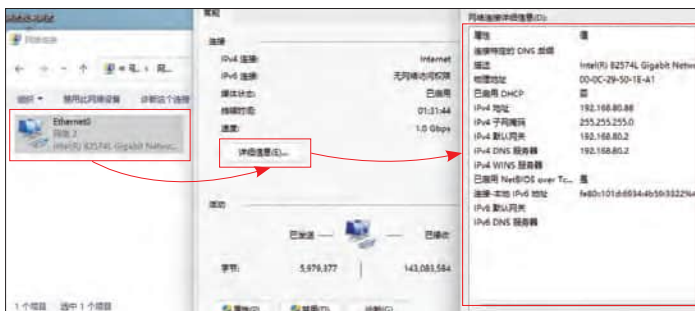 网络连接
组织
禁用此网络设备
诊断这个连接
Ethernet0
网络 2
Intel(R) 82574L Gigabit Networ...
1 个项目
选中 1 个项目
常规
连接
IPv4 连接:
Internet
IPv6 连接:
无网络访问权限
媒体状态:
已启用
持续时间:
01:31:44
速度:
1.0 Gbps
详细信息(E)...
活动
已发送
已接收
字节:
5,979,377
143,083,584
属性(P)
禁用(D)
诊断(G)
网络连接详细信息(D):
属性
值
连接特定的 DNS 后缀
描述
Intel(R) 82574L Gigabit Netwo
物理地址
00-0C-29-50-1E-A1
已启用 DHCP
否
IPv4 地址
192.168.80.88
IPv4 子网掩码
255.255.255.0
IPv4 默认网关
192.168.80.2
IPv4 DNS 服务器
192.168.80.2
IPv4 WINS 服务器
已启用 NetBIOS over Tc...
是
连接-本地 IPv6 地址
IPv6 默认网关
IPv6 DNS 服务器